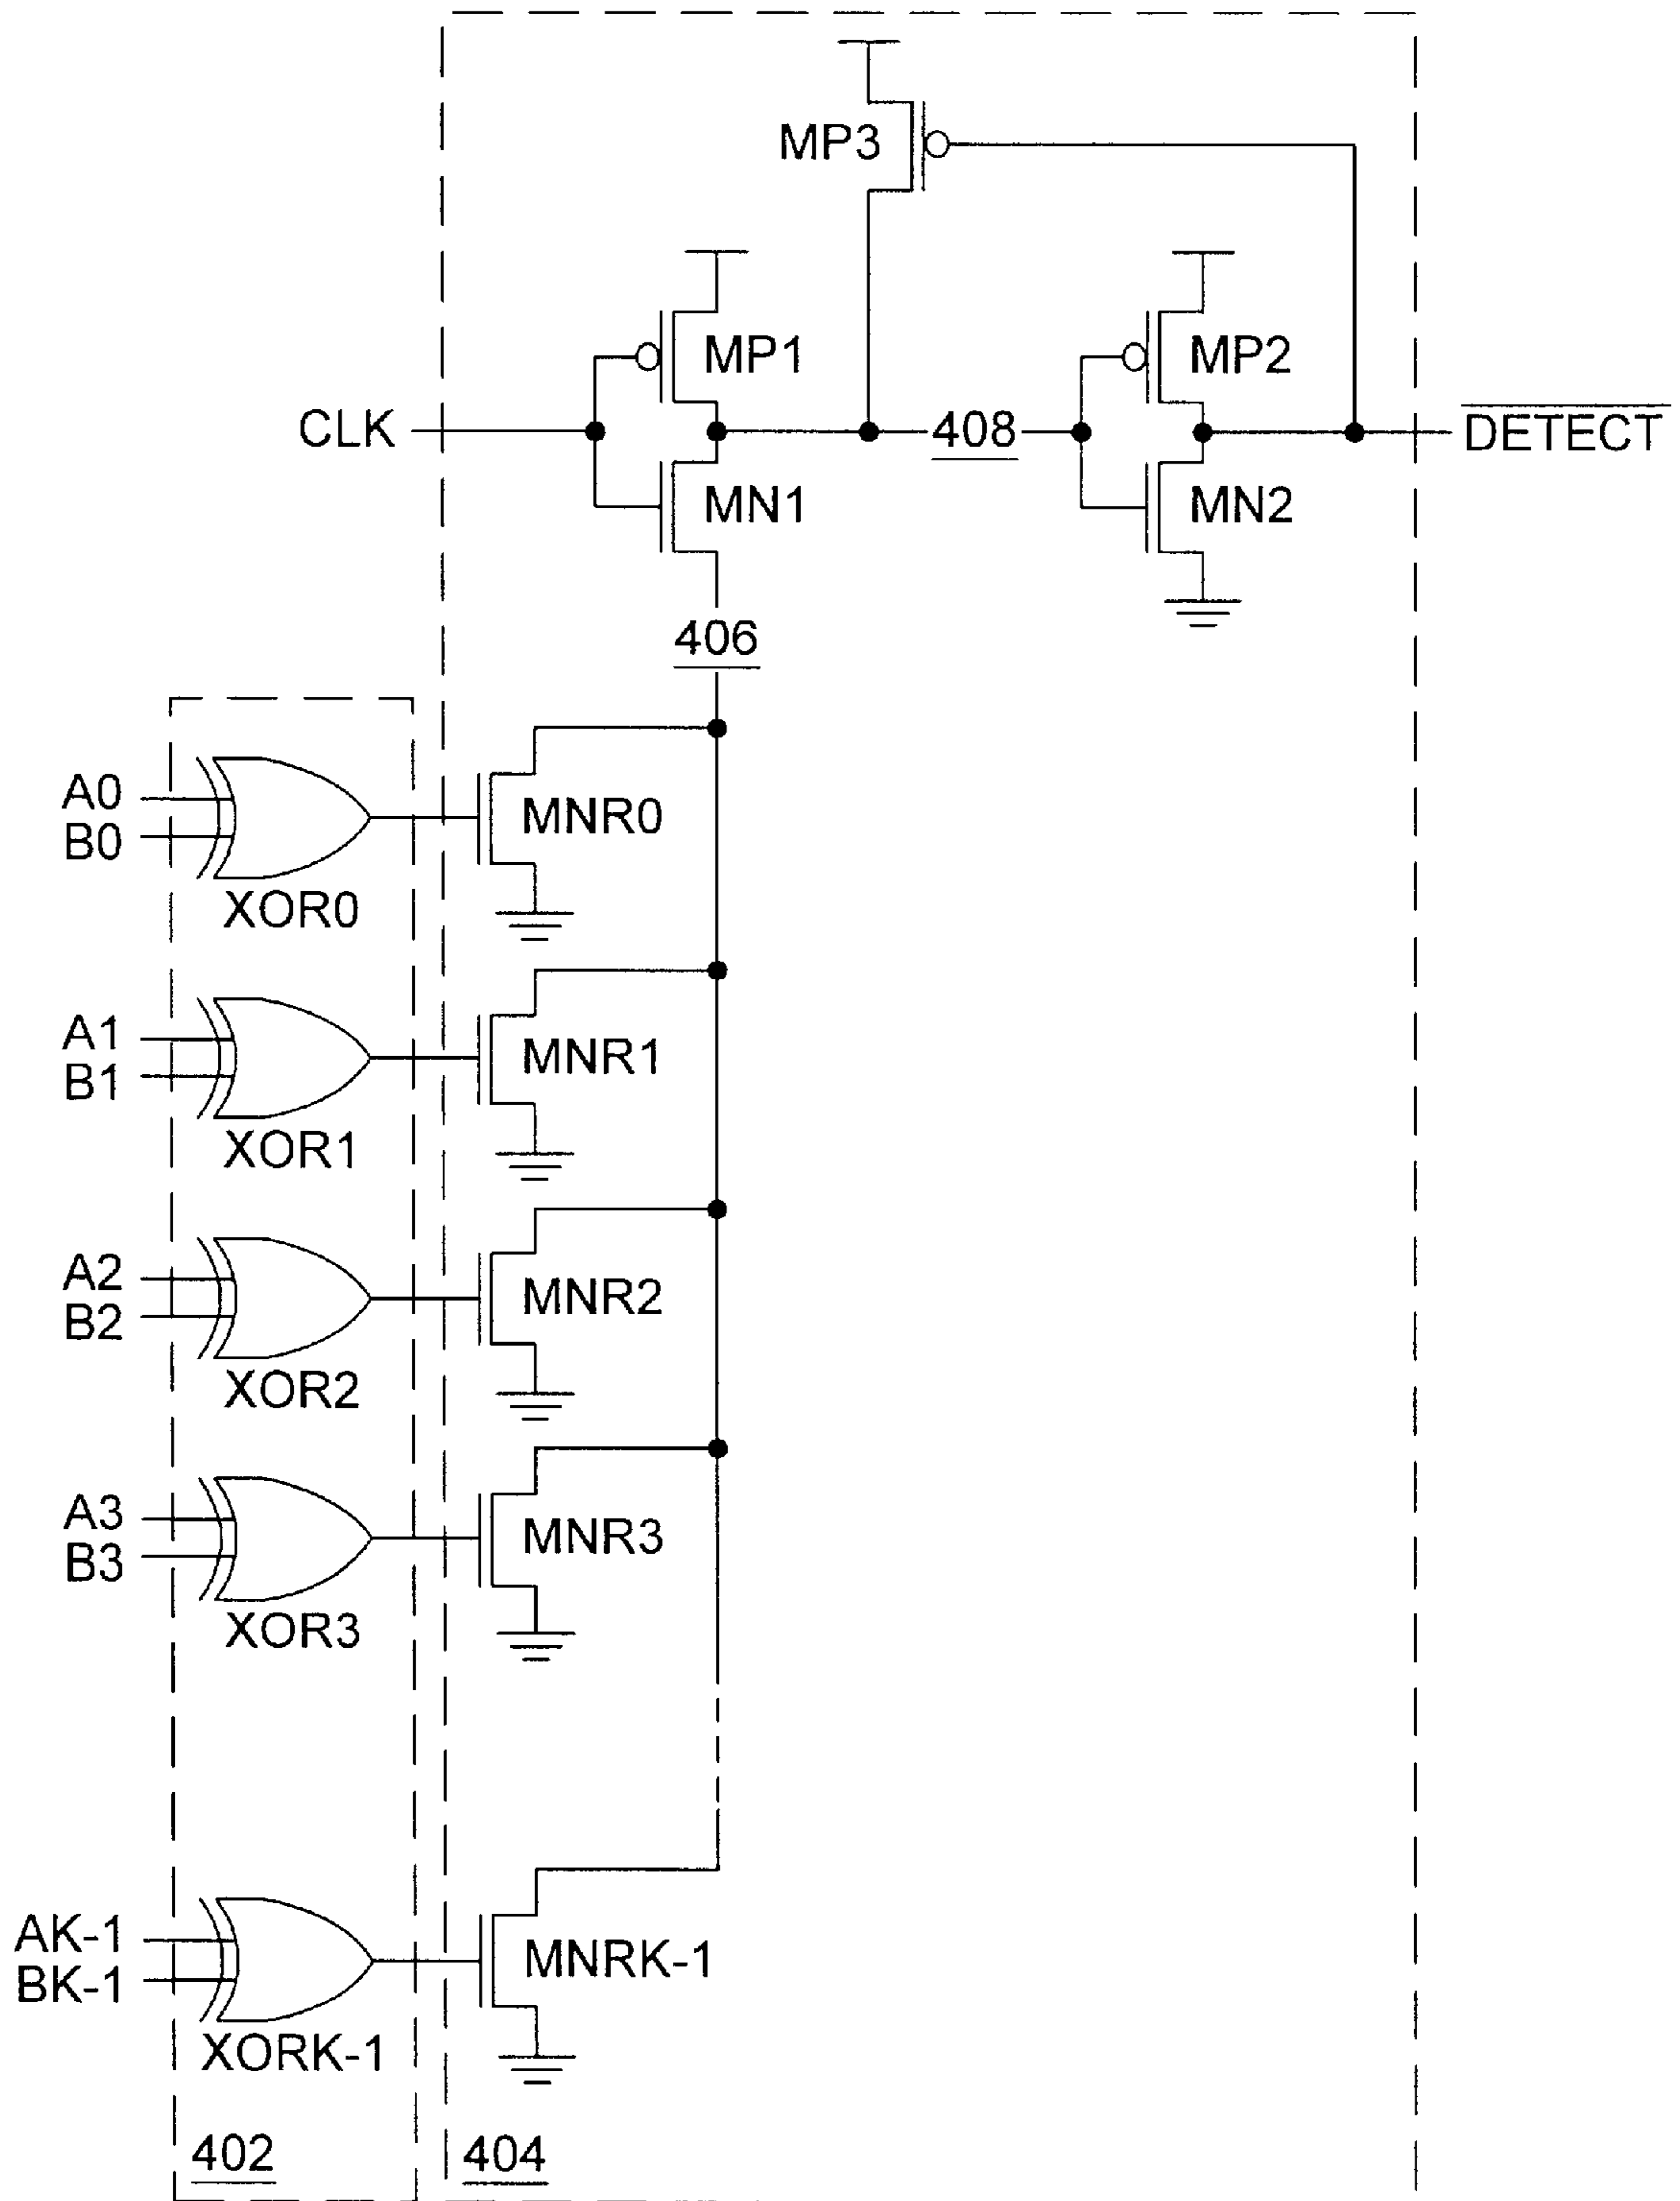 MP3
MP1
MP2
CLK
408
DETECT
MN1
MN2
406
A0
B0
MNR0
XOR0
A1
B1
MNR1
XOR1
A2
B2
MNR2
XOR2
A3
B3
MNR3
XOR3
AK-1
BK-1
MNRK-1
XORK-1
402
404